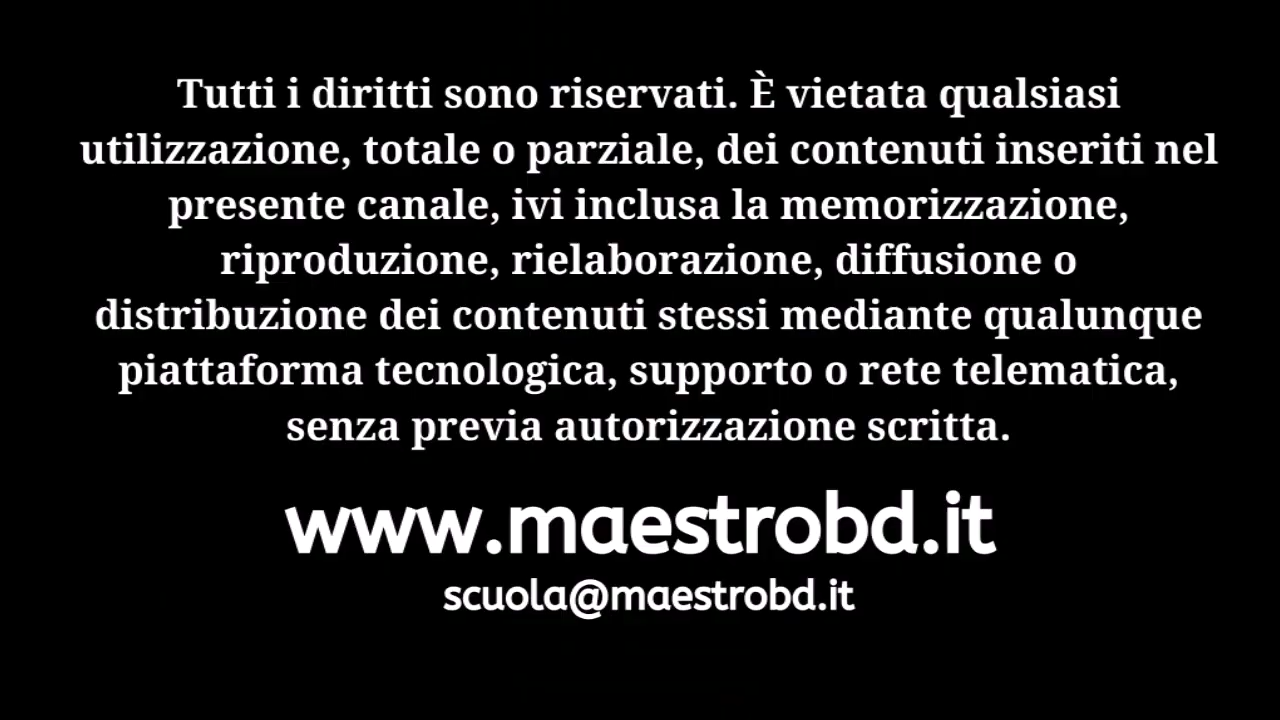 Tutti i diritti sono riservati. È vietata qualsiasi
utilizzazione, totale o parziale, dei contenuti inseriti nel
presente canale, ivi inclusa la memorizzazione,
riproduzione, rielaborazione, diffusione o
distribuzione dei contenuti stessi mediante qualunque
piattaforma tecnologica, supporto o rete telematica,
senza previa autorizzazione scritta.
www.maestrobd.it
scuola@maestrobd.it